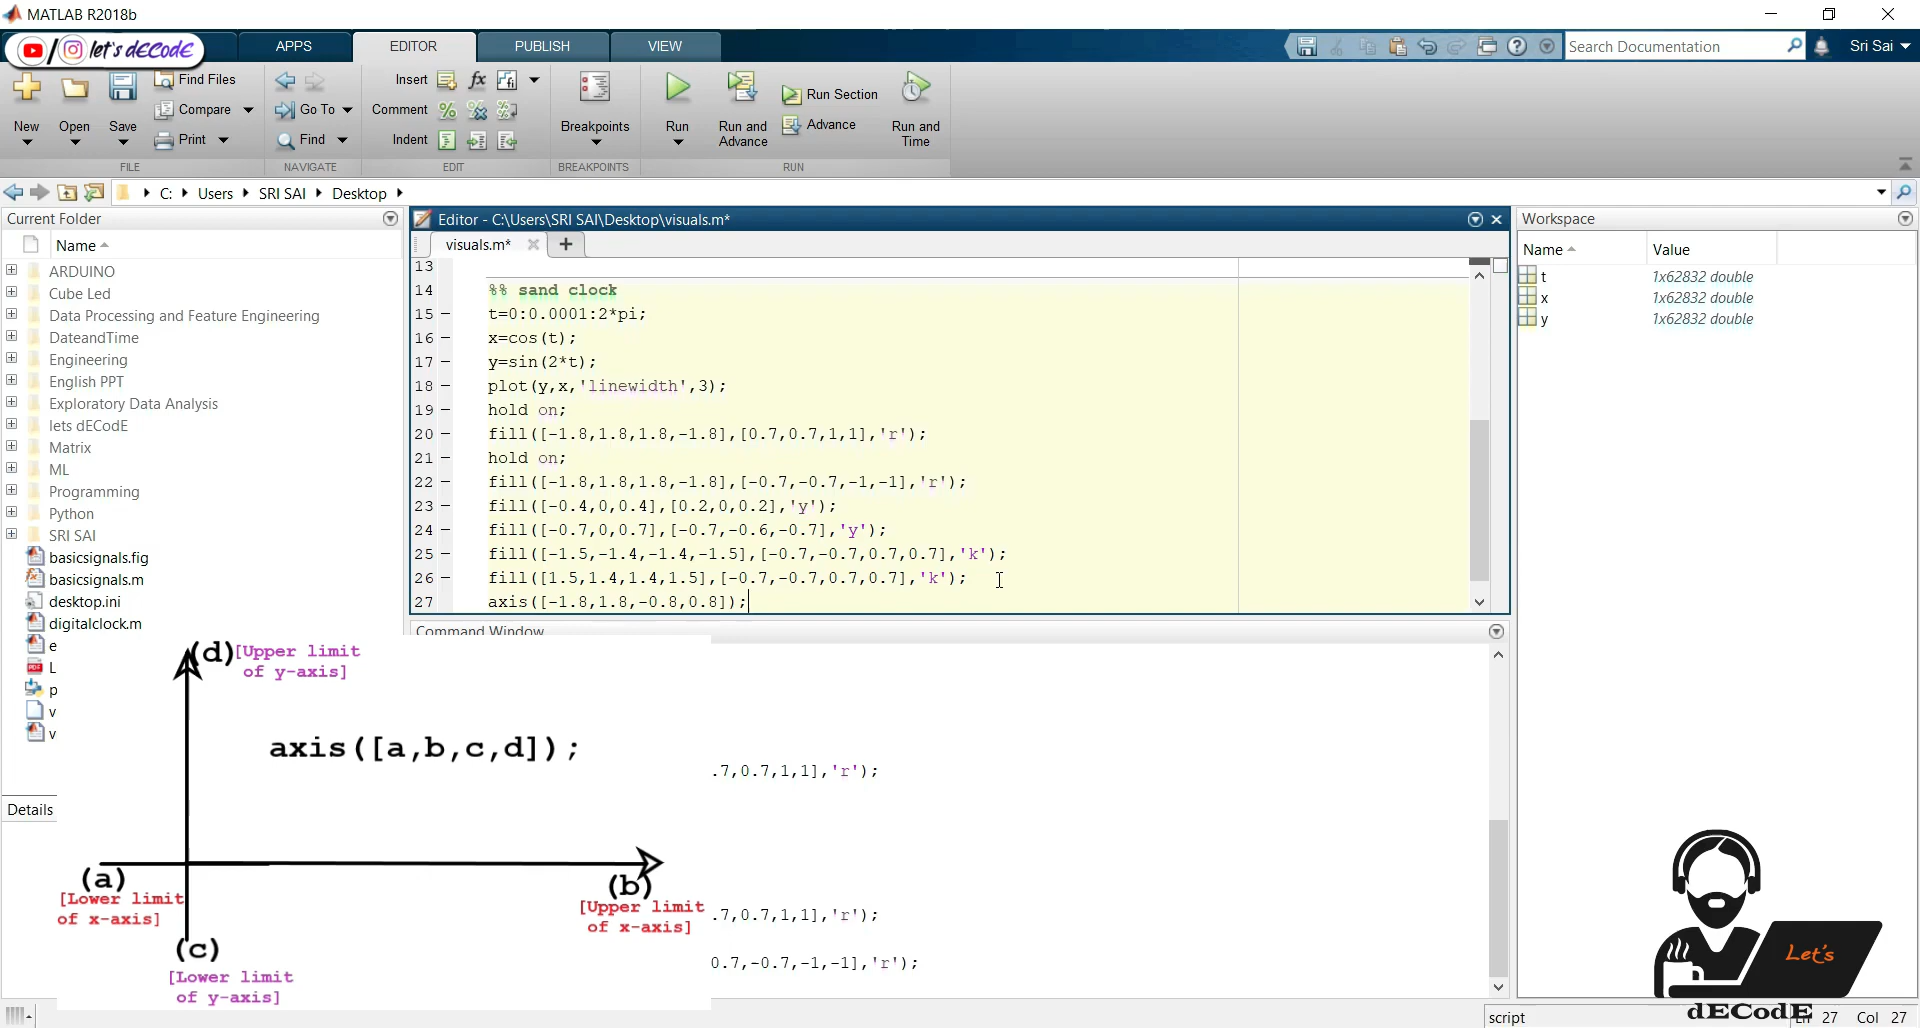 MATLAB R2018b
let's dECodE
APPS
EDITOR
PUBLISH
VIEW
Search Documentation
Sri Sai
New
Open
Save
Find Files
Compare
Print
FILE
Go To
Find
NAVIGATE
Insert
fx
Comment
Indent
EDIT
Breakpoints
BREAKPOINTS
Run
Run and Advance
Run Section
Advance
Run and Time
RUN
C: Users SRI SAI Desktop
Current Folder
Name
ARDUINO
Cube Led
Data Processing and Feature Engineering
DateandTime
Engineering
English PPT
Exploratory Data Analysis
lets dECodE
Matrix
ML
Programming
Python
SRI SAI
basicsignals.fig
basicsignals.m
desktop.ini
digitalclock.m
e
L
p
v
v
Details
Editor - C:\Users\SRI SAI\Desktop\visuals.m*
visuals.m*
13
14 %% sand clock
15 - t=0:0.0001:2*pi;
16 - x=cos(t);
17 - y=sin(2*t);
18 - plot(y,x,'linewidth',3);
19 - hold on;
20 - fill([-1.8,1.8,1.8,-1.8],[0.7,0.7,1,1],'r');
21 - hold on;
22 - fill([-1.8,1.8,1.8,-1.8],[-0.7,-0.7,-1,-1],'r');
23 - fill([-0.4,0,0.4],[0.2,0,0.2],'y');
24 - fill([-0.7,0,0.7],[-0.7,-0.6,-0.7],'y');
25 - fill([-1.5,-1.4,-1.4,-1.5],[-0.7,-0.7,0.7,0.7],'k');
26 - fill([1.5,1.4,1.4,1.5],[-0.7,-0.7,0.7,0.7],'k');
27 axis([-1.8,1.8,-0.8,0.8]);
Command Window
.7,0.7,1,1],'r');
.7,0.7,1,1],'r');
0.7,-0.7,-1,-1],'r');
(d)
[Upper limit
of y-axis]
axis([a,b,c,d]);
(a)
[Lower limit
of x-axis]
(b)
[Upper limit
of x-axis]
(c)
[Lower limit
of y-axis]
Workspace
Name Value
t 1x62832 double
x 1x62832 double
y 1x62832 double
Let's
dECodE
script
Ln 27 Col 27